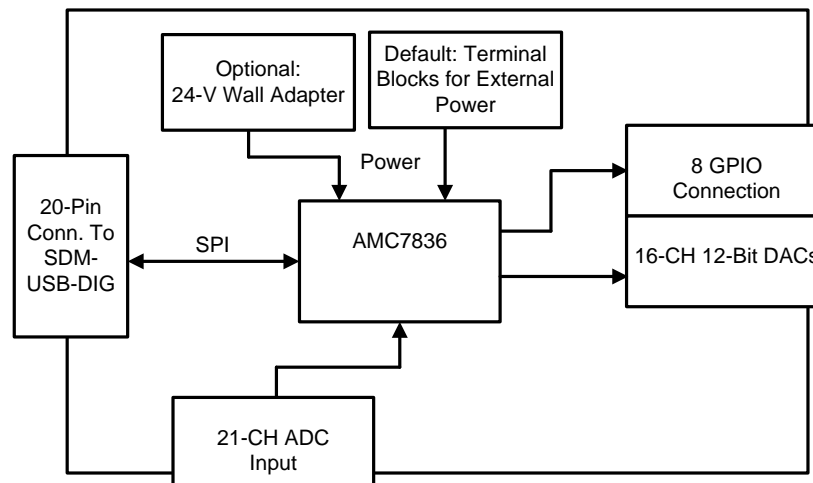 Optional:
24-V Wall Adapter
Default: Terminal
Blocks for External
Power
Power
20-Pin
Conn. To
SDM-
USB-DIG
SPI
AMC7836
8 GPIO
Connection
16-CH 12-Bit DACs
21-CH ADC
Input